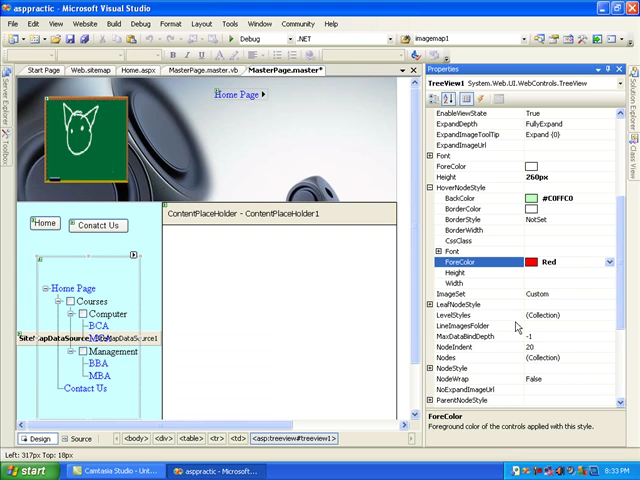 asppractic - Microsoft Visual Studio
File Edit View Website Build Debug Format Layout Tools Window Community Help
Debug .NET imagemap1
Start Page Web.sitemap Home.aspx MasterPage.master.vb MasterPage.master*
Server Explorer
Toolbox
Home Page
ContentPlaceHolder - ContentPlaceHolder1
Home Conatct Us
Home Page
Courses
Computer
BCA
MCA
SiteMapDataSource
MapDataSource1
Management
BBA
MBA
Contact Us
Design Source <body> <div> <table> <tr> <td> <asp:treeview#treeview1>
Properties
TreeView1 System.Web.UI.WebControls.TreeView
EnableViewState True
ExpandDepth FullyExpand
ExpandImageToolTip Expand {0}
ExpandImageUrl
Font
ForeColor
Height 260px
HoverNodeStyle
BackColor #C0FFC0
BorderColor
BorderStyle NotSet
BorderWidth
CssClass
Font
ForeColor Red
Height
Width
ImageSet Custom
LeafNodeStyle
LevelStyles (Collection)
LineImagesFolder
MaxDataBindDepth -1
NodeIndent 20
Nodes (Collection)
NodeStyle
NodeWrap False
NoExpandImageUrl
ParentNodeStyle
ForeColor
Foreground color of the controls applied with this style.
Solution Explorer
Class View
Left: 317px Top: 18px
start Camtasia Studio - Unt... asppractic - Microsof... 8:33 PM